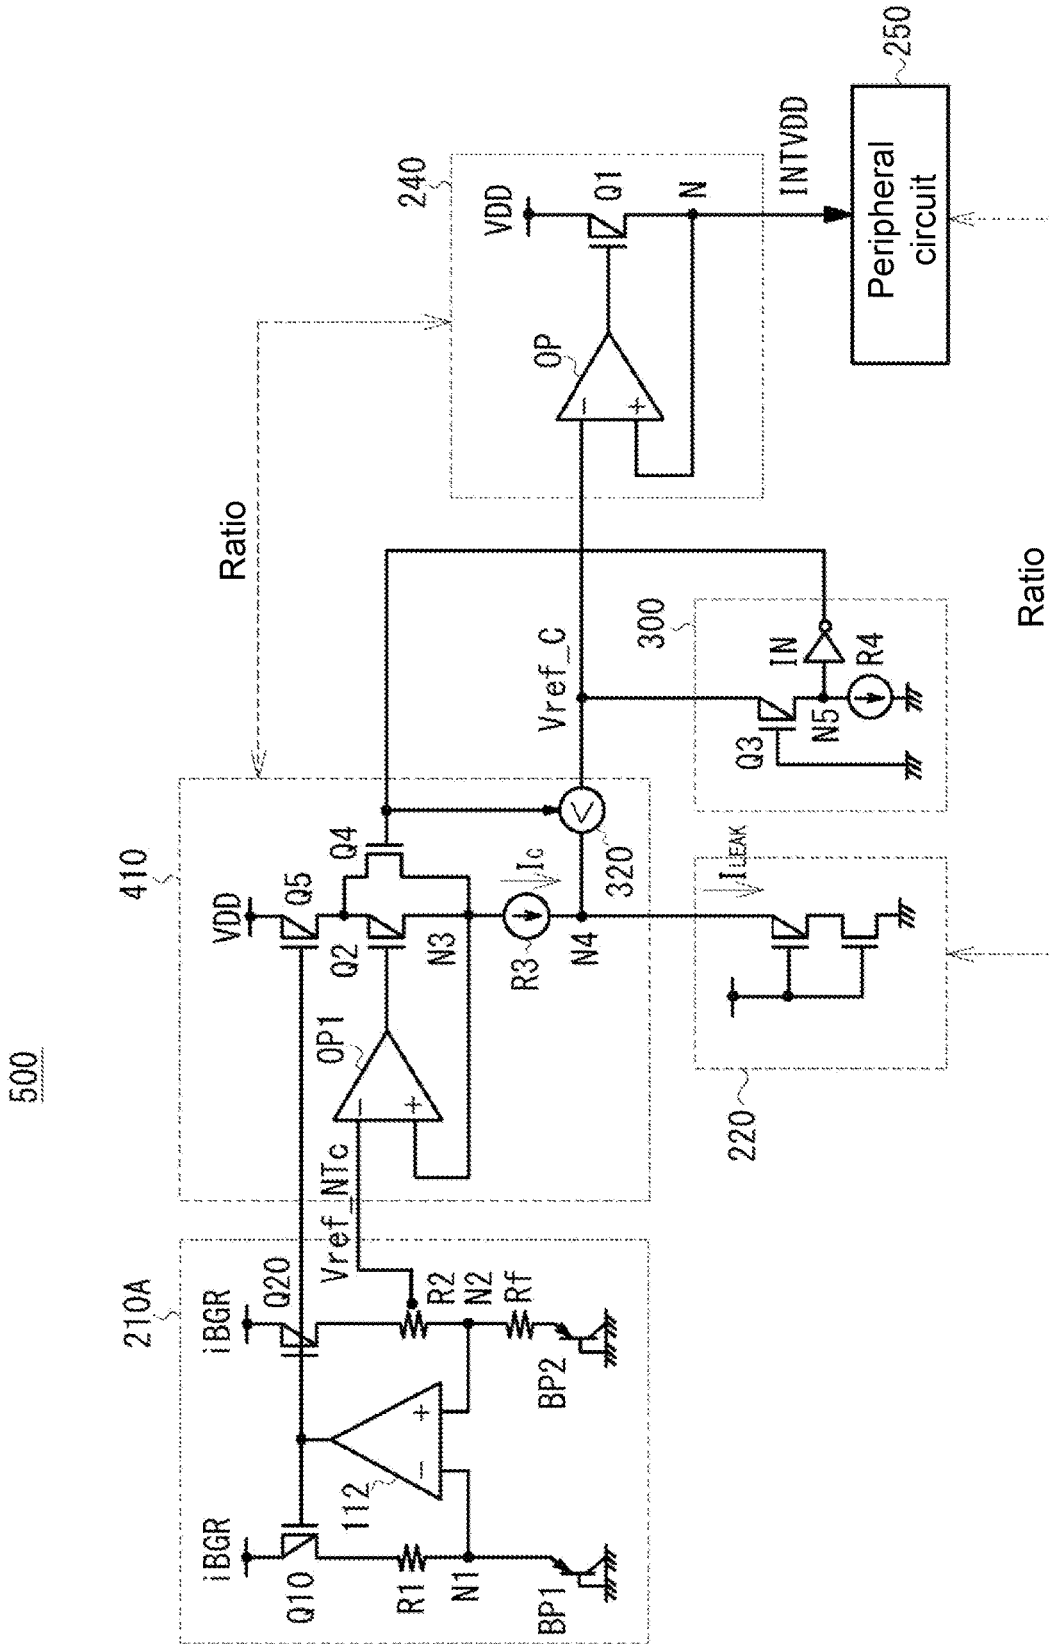 500
Ratio
210A
iBGR
iBGR
Q10
Q20
112
−
+
R1
R2
N1
N2
Rf
BP1
BP2
Vref_NTc
410
VDD
Q5
Q2
Q4
OP1
−
+
N3
R3
Ic
N4
320
<
Vref_C
220
ILEAK
300
Q3
N5
IN
R4
240
VDD
OP
−
+
Q1
N
INTVDD
250
Peripheral
circuit
Ratio